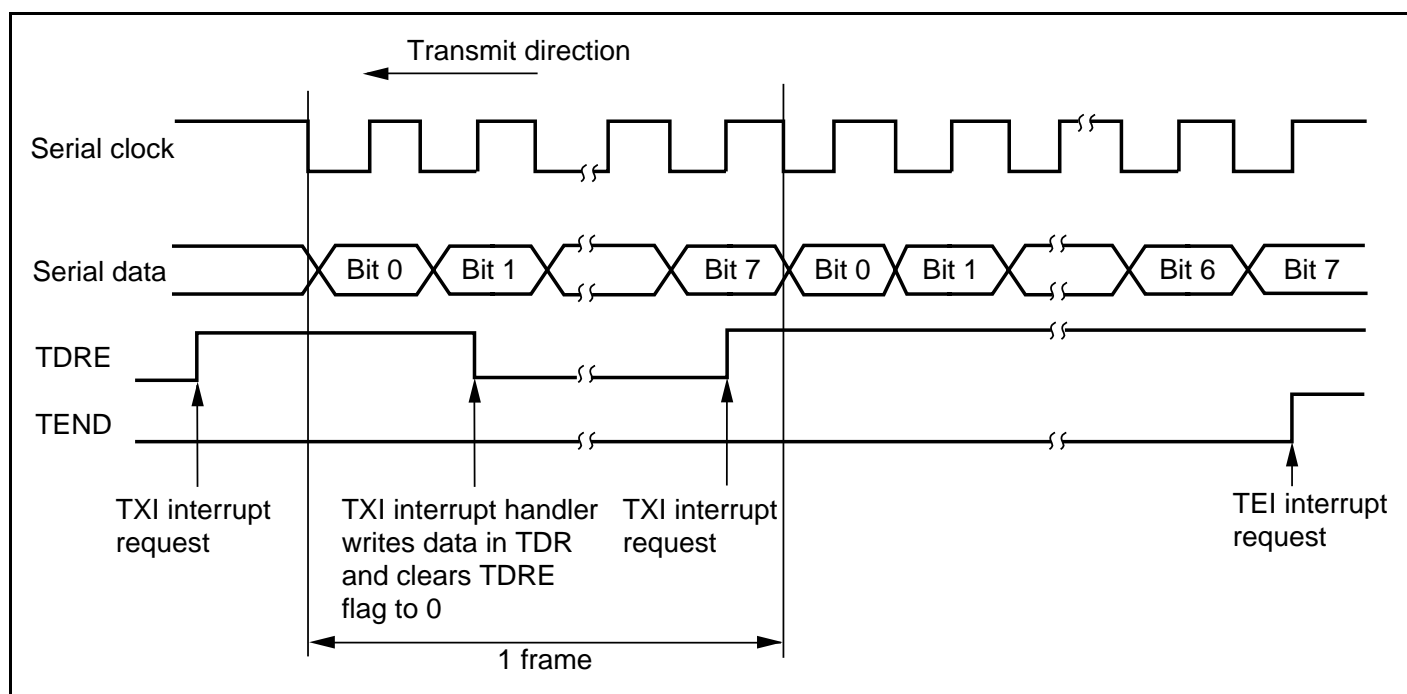 Transmit direction
Serial clock
Serial data
Bit 0
Bit 1
Bit 7
Bit 0
Bit 1
Bit 6
Bit 7
TDRE
TEND
TXI interrupt
request
TXI interrupt handler
writes data in TDR
and clears TDRE
flag to 0
TXI interrupt
request
TEI interrupt
request
1 frame